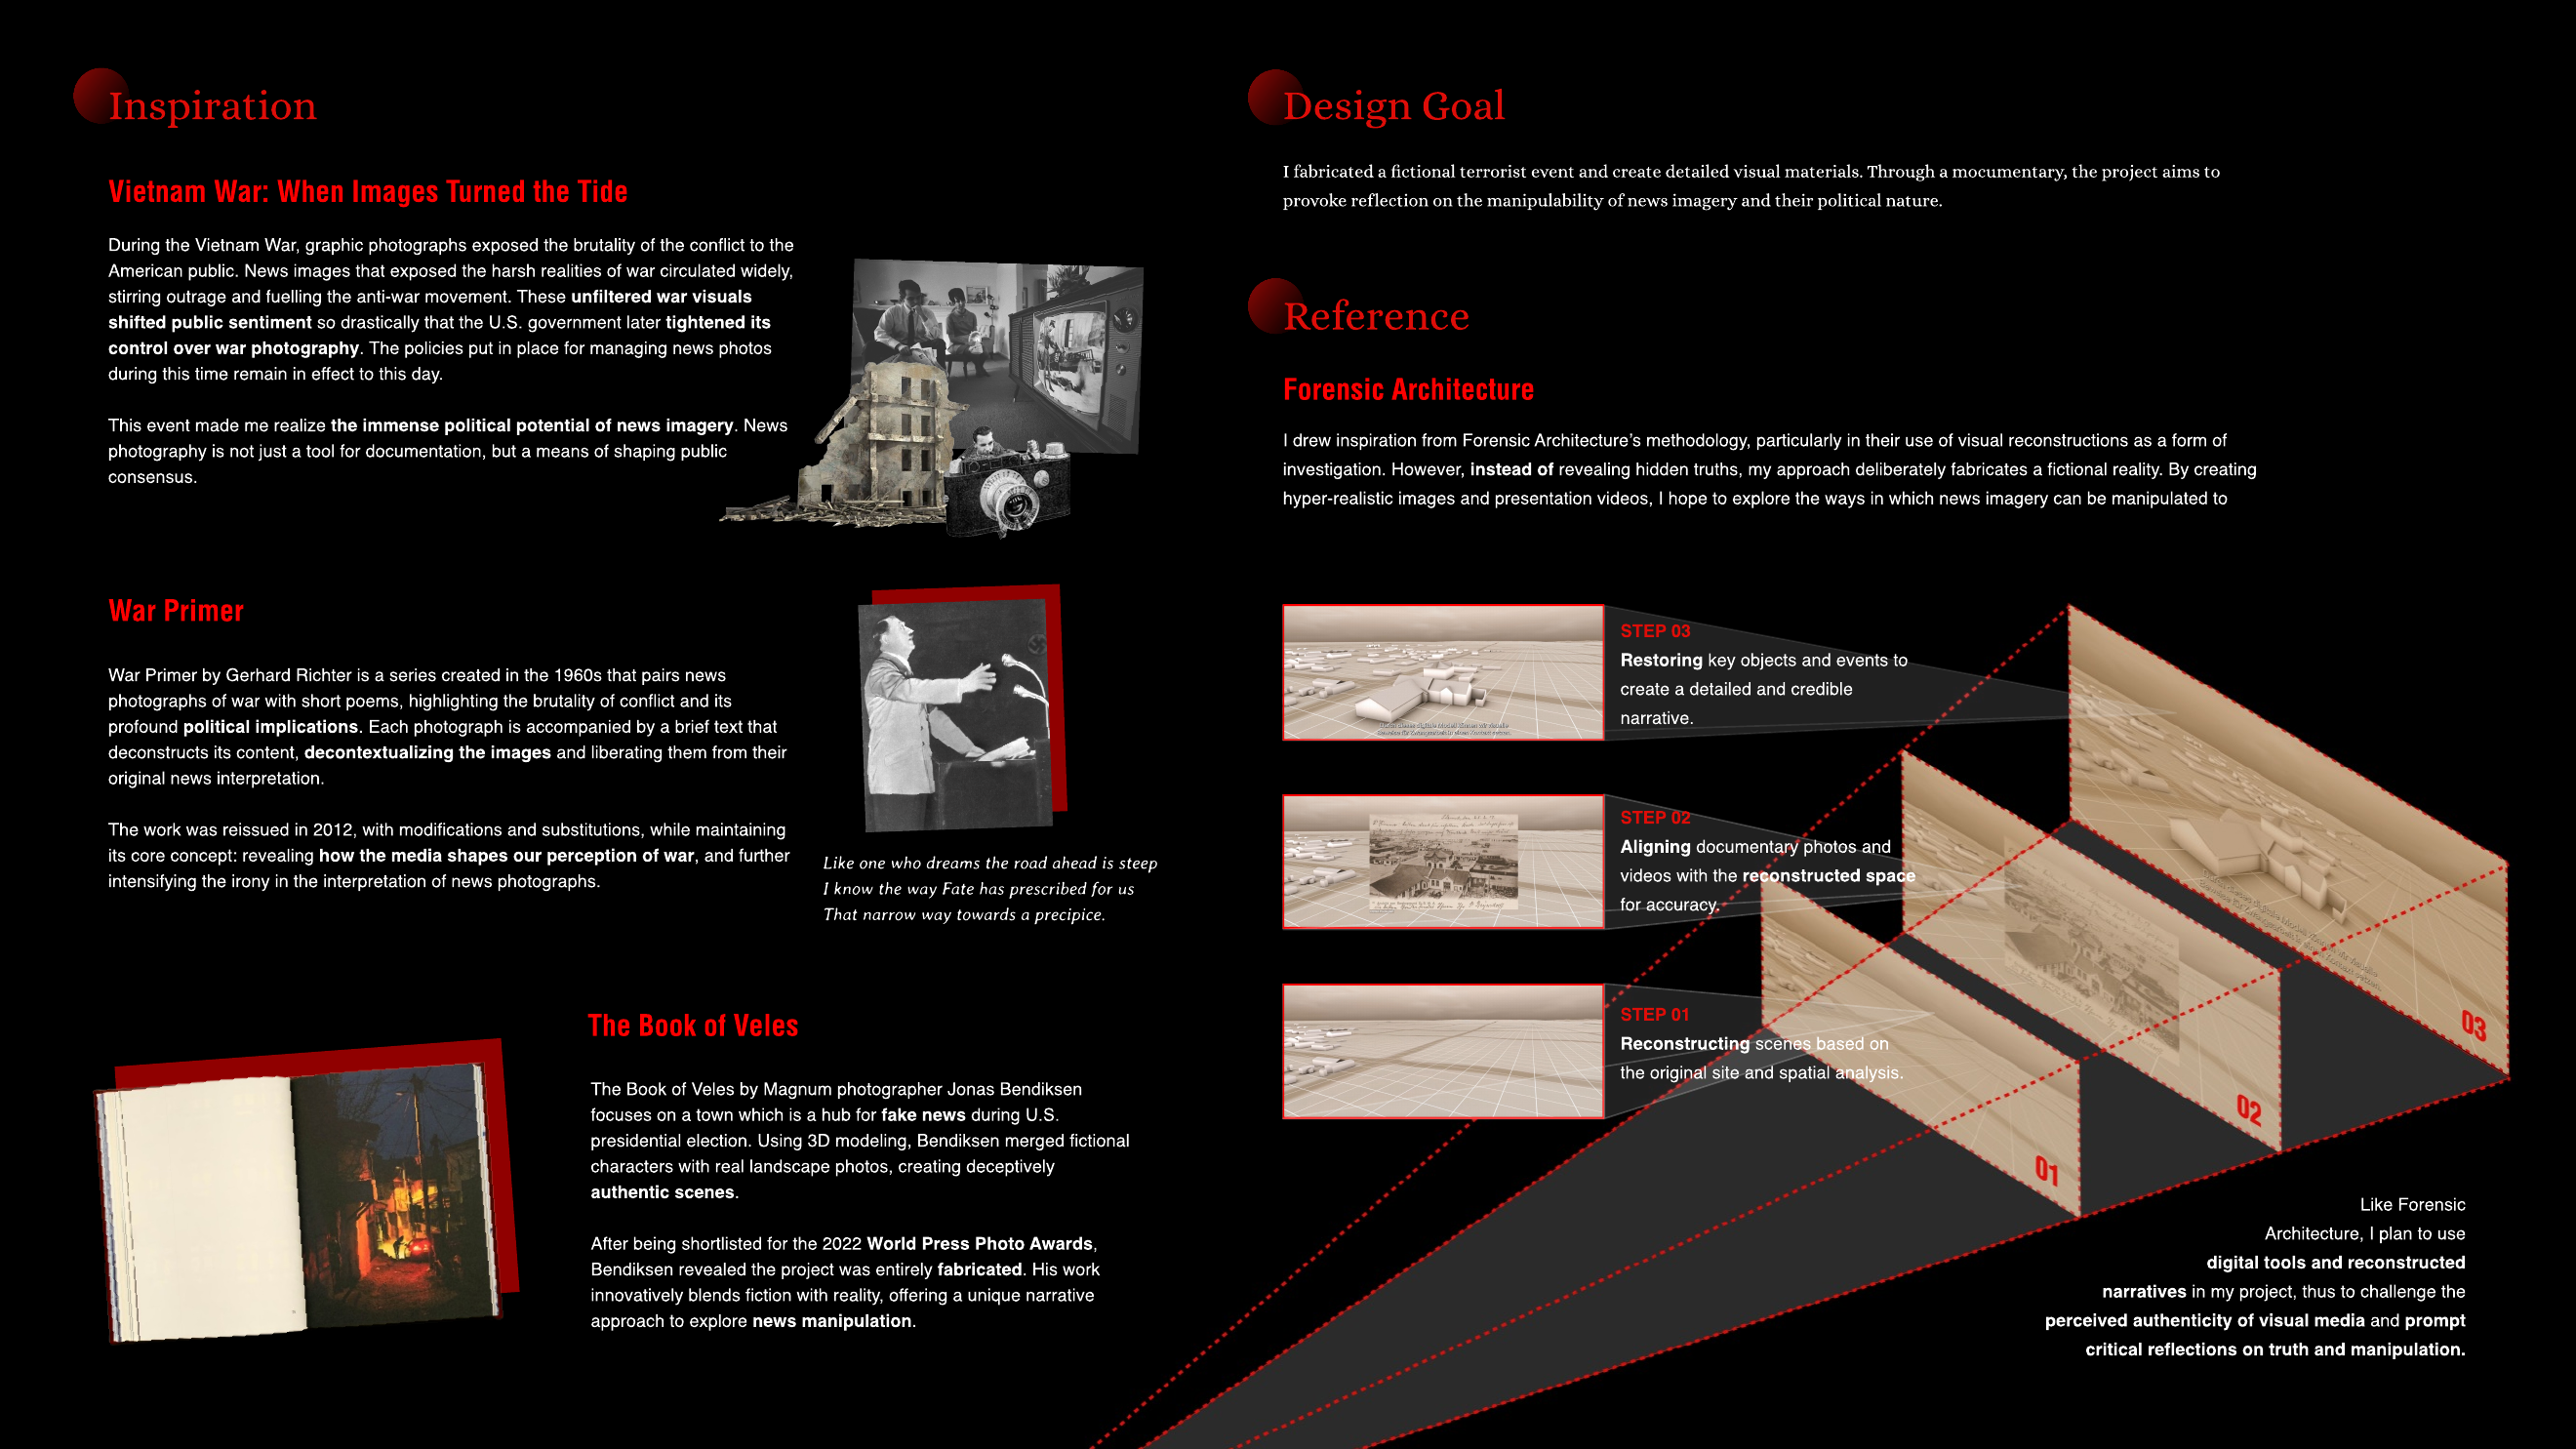 Inspiration
Vietnam War: When Images Turned the Tide
During the Vietnam War, graphic photographs exposed the brutality of the conflict to the
American public. News images that exposed the harsh realities of war circulated widely,
stirring outrage and fuelling the anti-war movement. These unfiltered war visuals
shifted public sentiment so drastically that the U.S. government later tightened its
control over war photography. The policies put in place for managing news photos
during this time remain in effect to this day.
This event made me realize the immense political potential of news imagery. News
photography is not just a tool for documentation, but a means of shaping public
consensus.
War Primer
War Primer by Gerhard Richter is a series created in the 1960s that pairs news
photographs of war with short poems, highlighting the brutality of conflict and its
profound political implications. Each photograph is accompanied by a brief text that
deconstructs its content, decontextualizing the images and liberating them from their
original news interpretation.
The work was reissued in 2012, with modifications and substitutions, while maintaining
its core concept: revealing how the media shapes our perception of war, and further
intensifying the irony in the interpretation of news photographs.
Like one who dreams the road ahead is steep
I know the way Fate has prescribed for us
That narrow way towards a precipice.
The Book of Veles
The Book of Veles by Magnum photographer Jonas Bendiksen
focuses on a town which is a hub for fake news during U.S.
presidential election. Using 3D modeling, Bendiksen merged fictional
characters with real landscape photos, creating deceptively
authentic scenes.
After being shortlisted for the 2022 World Press Photo Awards,
Bendiksen revealed the project was entirely fabricated. His work
innovatively blends fiction with reality, offering a unique narrative
approach to explore news manipulation.
Design Goal
I fabricated a fictional terrorist event and create detailed visual materials. Through a mocumentary, the project aims to
provoke reflection on the manipulability of news imagery and their political nature.
Reference
Forensic Architecture
I drew inspiration from Forensic Architecture's methodology, particularly in their use of visual reconstructions as a form of
investigation. However, instead of revealing hidden truths, my approach deliberately fabricates a fictional reality. By creating
hyper-realistic images and presentation videos, I hope to explore the ways in which news imagery can be manipulated to
STEP 03
Restoring key objects and events to
create a detailed and credible
narrative.
STEP 02
Aligning documentary photos and
videos with the reconstructed space
for accuracy.
STEP 01
Reconstructing scenes based on
the original site and spatial analysis.
03
02
01
Like Forensic
Architecture, I plan to use
digital tools and reconstructed
narratives in my project, thus to challenge the
perceived authenticity of visual media and prompt
critical reflections on truth and manipulation.